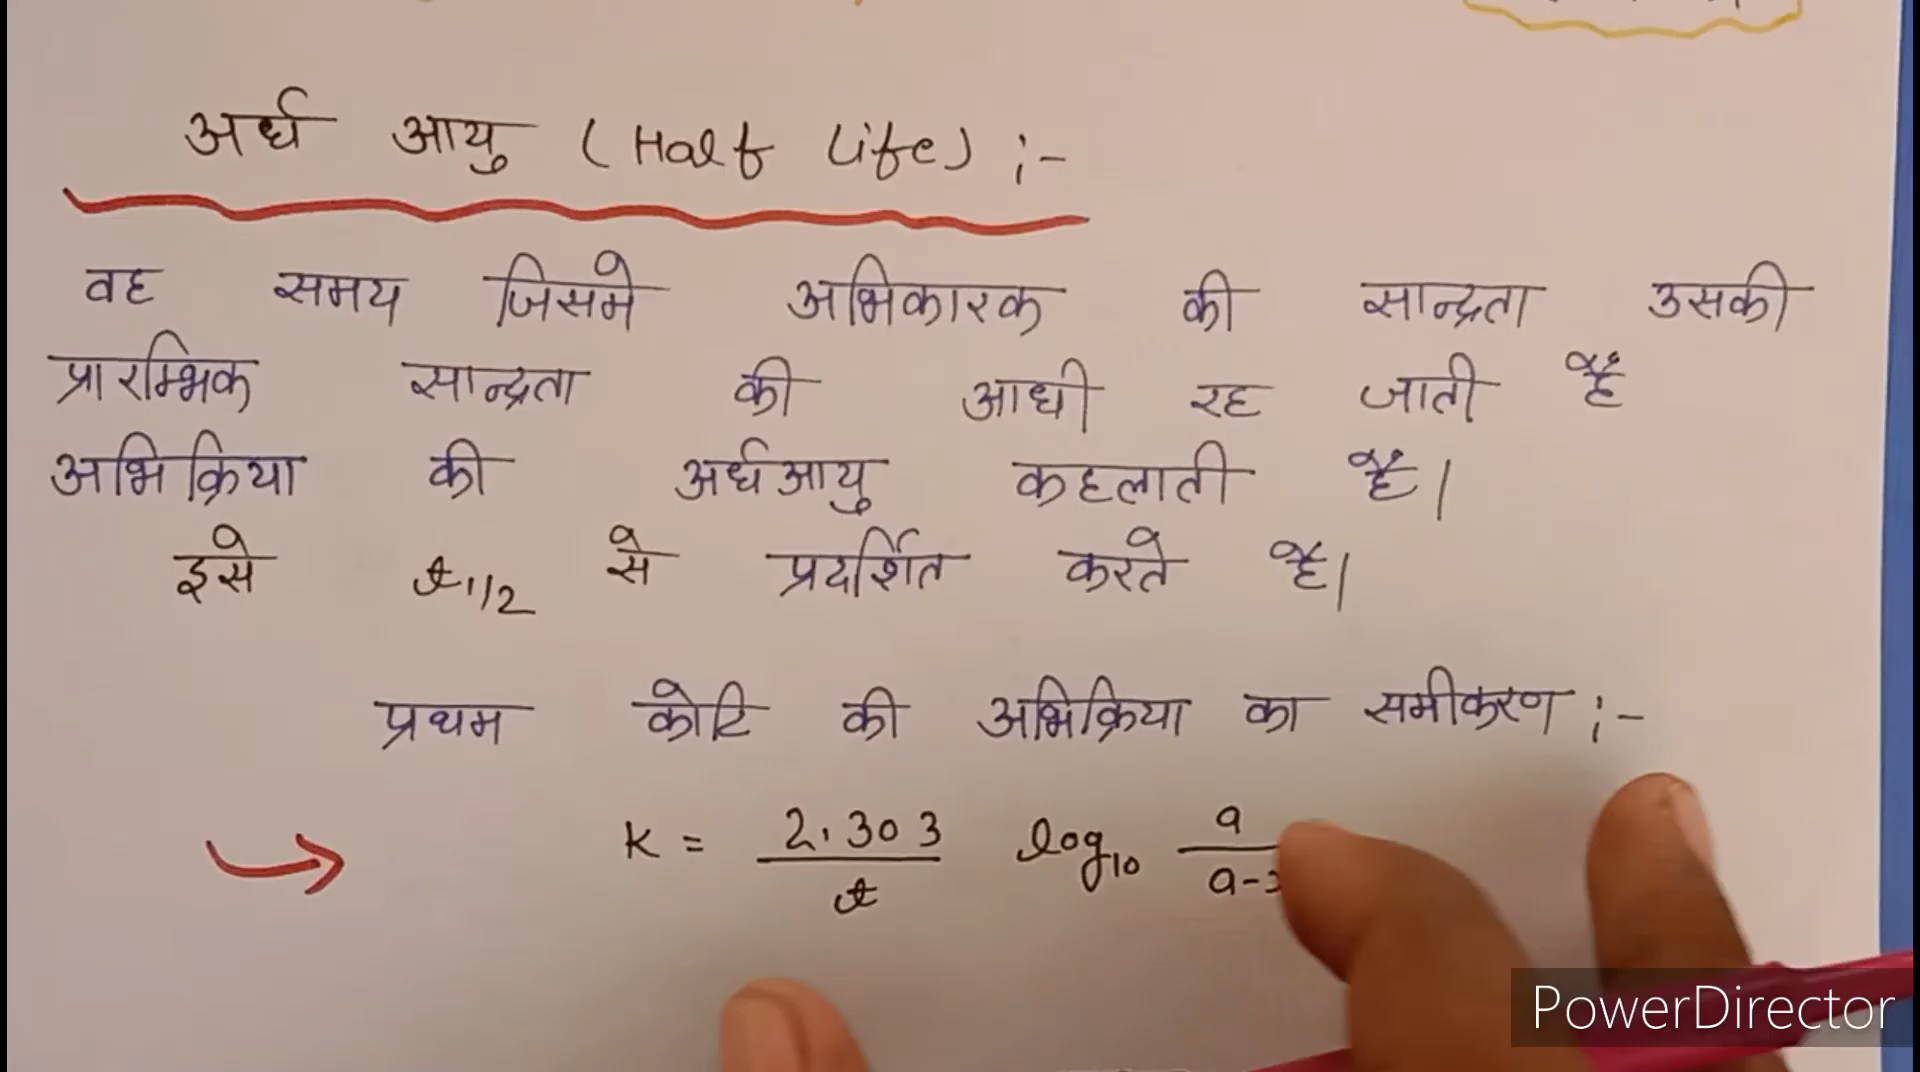 अर्ध आयु (Half Life) :-
वह समय जिसमे अभिकारक की सान्द्रता उसकी
प्रारम्भिक सान्द्रता की आधी रह जाती है
अभिक्रिया की अर्धआयु कहलाती है।
इसे t1/2 से प्रदर्शित करते है।
प्रथम कोटि की अभिक्रिया का समीकरण :-
K = 2.303 / t log10 a / a-
PowerDirector